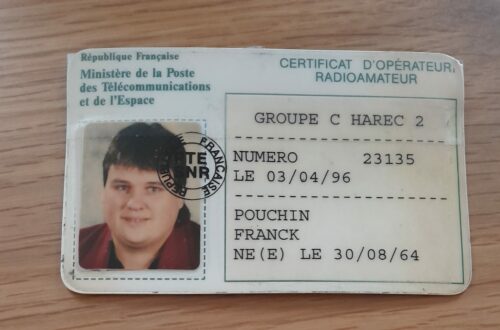 République Française
Ministère de la Poste
des Télécommunications
et de l'Espace
CERTIFICAT D'OPÉRATEUR
RADIOAMATEUR
GROUPE C HAREC 2
NUMERO 23135
LE 03/04/96
POUCHIN
FRANCK
NE(E) LE 30/08/64
FRANÇAISE